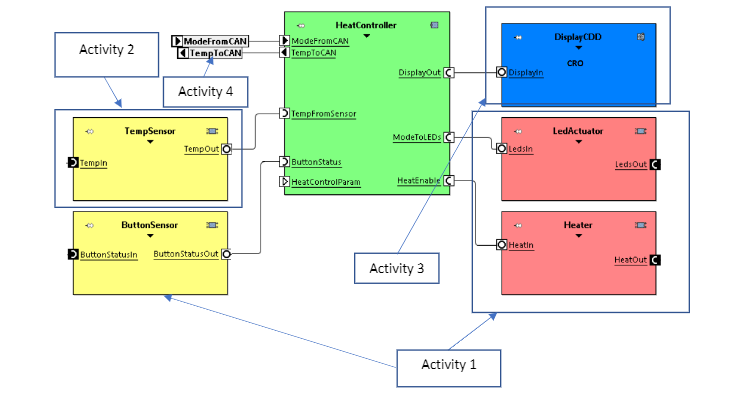 HeatController
DisplayCDD
CRO
ModeFromCAN
TempToCAN
ModeFromCAN
TempToCAN
Activity 2
Activity 4
DisplayOut
DisplayIn
TempSensor
TempOut
TempIn
TempFromSensor
ModeToLEDs
LedActuator
LedsIn
LedsOut
ButtonStatus
HeatControlParam
HeatEnable
ButtonSensor
ButtonStatusIn
ButtonStatusOut
Heater
HeatIn
HeatOut
Activity 3
Activity 1